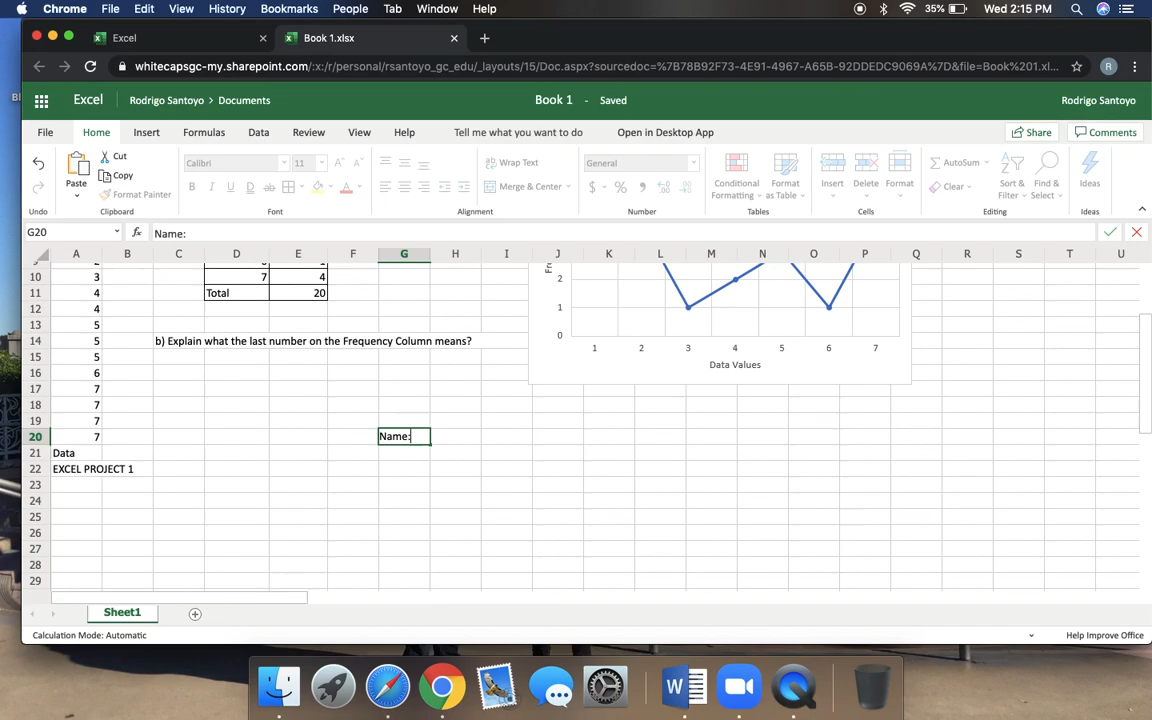 Chrome File Edit View History Bookmarks People Tab Window Help 35% Wed 2:15 PM
Excel Book 1.xlsx
whitecapsgc-my.sharepoint.com/:x:/r/personal/rsantoyo_gc_edu/_layouts/15/Doc.aspx?sourcedoc=%7B78B92F73-4E91-4967-A65B-92DDEDC9069A%7D&file=Book%201.xl... R
Excel Rodrigo Santoyo > Documents Book 1 - Saved Rodrigo Santoyo
File Home Insert Formulas Data Review View Help Tell me what you want to do Open in Desktop App Share Comments
Paste Cut Copy Format Painter Calibri 11 B I U D ab A A Wrap Text Merge & Center General $ % Conditional Formatting Format as Table Insert Delete Format AutoSum Clear Sort & Filter Find & Select Ideas
Undo Clipboard Font Alignment Number Tables Cells Editing Ideas
G20 fx Name:
A B C D E F G H I J K L M N O P Q R S T U
10 3 7 4 2
11 4 Total 20 1
12 4
13 5 0
14 5 b) Explain what the last number on the Frequency Column means? 1 2 3 4 5 6 7
15 5 Data Values
16 6
17 7
18 7
19 7
20 7 Name:
21 Data
22 EXCEL PROJECT 1
23
24
25
26
27
28
29
Sheet1
Calculation Mode: Automatic Help Improve Office
W